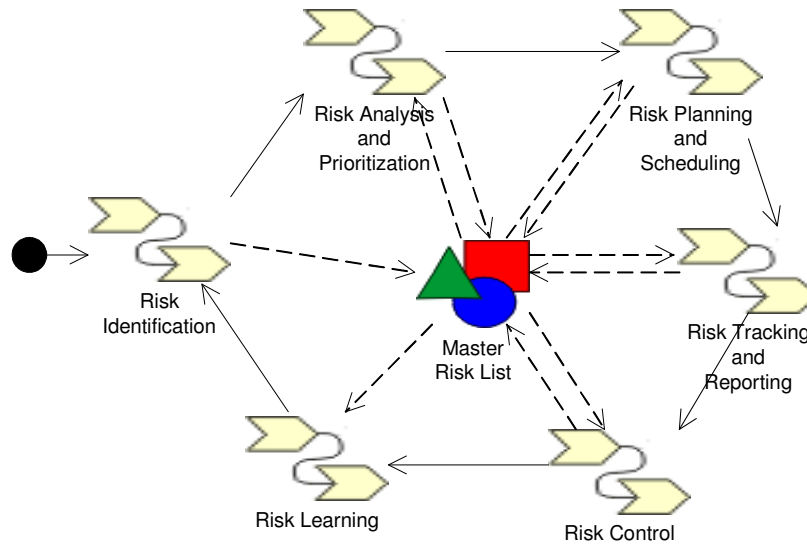 Risk Analysis
and
Prioritization
Risk Planning
and
Scheduling
Risk
Identification
Master
Risk List
Risk Tracking
and
Reporting
Risk Learning
Risk Control